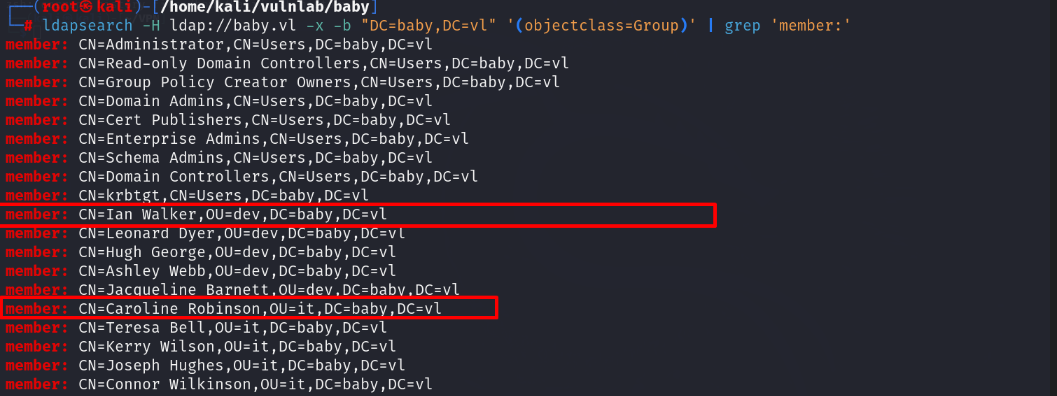 ┌──(root㉿kali)-[/home/kali/vulnlab/baby]
└─# ldapsearch -H ldap://baby.vl -x -b "DC=baby,DC=vl" '(objectclass=Group)' | grep 'member:'
member: CN=Administrator,CN=Users,DC=baby,DC=vl
member: CN=Read-only Domain Controllers,CN=Users,DC=baby,DC=vl
member: CN=Group Policy Creator Owners,CN=Users,DC=baby,DC=vl
member: CN=Domain Admins,CN=Users,DC=baby,DC=vl
member: CN=Cert Publishers,CN=Users,DC=baby,DC=vl
member: CN=Enterprise Admins,CN=Users,DC=baby,DC=vl
member: CN=Schema Admins,CN=Users,DC=baby,DC=vl
member: CN=Domain Controllers,CN=Users,DC=baby,DC=vl
member: CN=krbtgt,CN=Users,DC=baby,DC=vl
member: CN=Ian Walker,OU=dev,DC=baby,DC=vl
member: CN=Leonard Dyer,OU=dev,DC=baby,DC=vl
member: CN=Hugh George,OU=dev,DC=baby,DC=vl
member: CN=Ashley Webb,OU=dev,DC=baby,DC=vl
member: CN=Jacqueline Barnett,OU=dev,DC=baby,DC=vl
member: CN=Caroline Robinson,OU=it,DC=baby,DC=vl
member: CN=Teresa Bell,OU=it,DC=baby,DC=vl
member: CN=Kerry Wilson,OU=it,DC=baby,DC=vl
member: CN=Joseph Hughes,OU=it,DC=baby,DC=vl
member: CN=Connor Wilkinson,OU=it,DC=baby,DC=vl